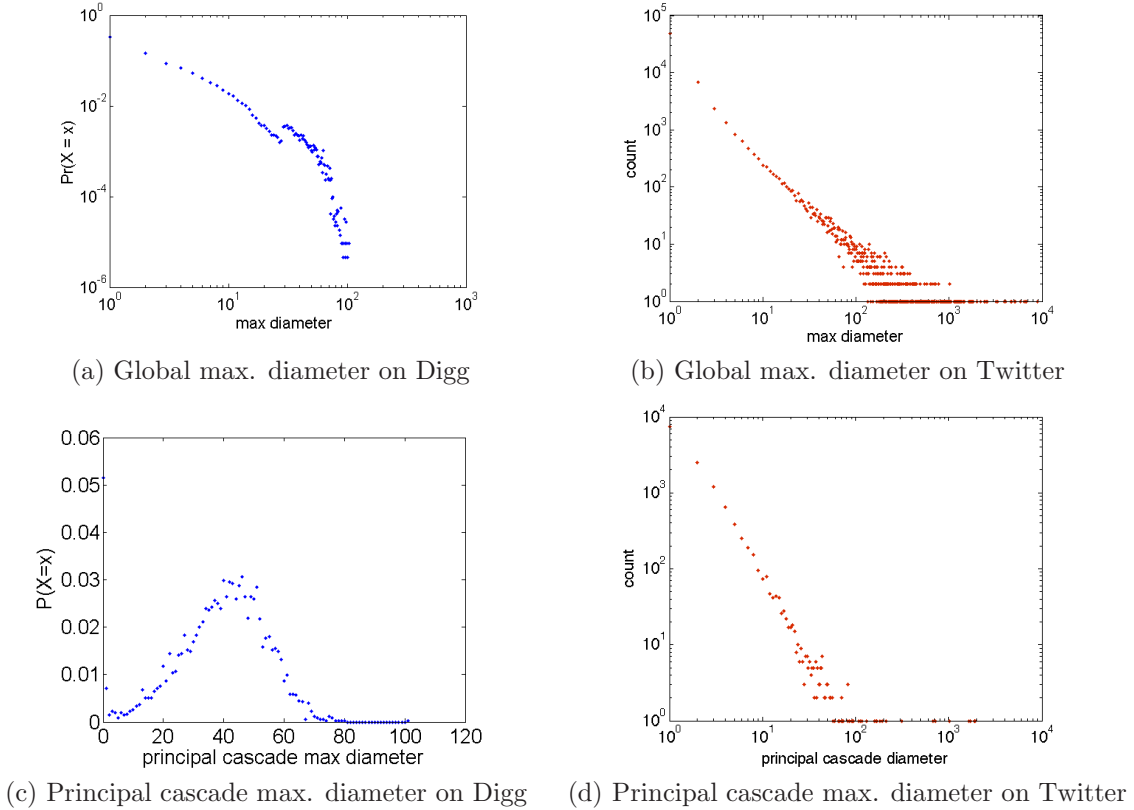 10^0
10^-2
10^-4
10^-6
Pr(X = x)
10^0 10^1 10^2 10^3
max diameter
(a) Global max. diameter on Digg
10^5
10^4
10^3
10^2
10^1
10^0
count
10^0 10^1 10^2 10^3 10^4
max diameter
(b) Global max. diameter on Twitter
0.06
0.05
0.04
0.03
0.02
0.01
0
P(X=x)
0 20 40 60 80 100 120
principal cascade max diameter
(c) Principal cascade max. diameter on Digg
10^4
10^3
10^2
10^1
10^0
count
10^0 10^1 10^2 10^3 10^4
principal cascade diameter
(d) Principal cascade max. diameter on Twitter